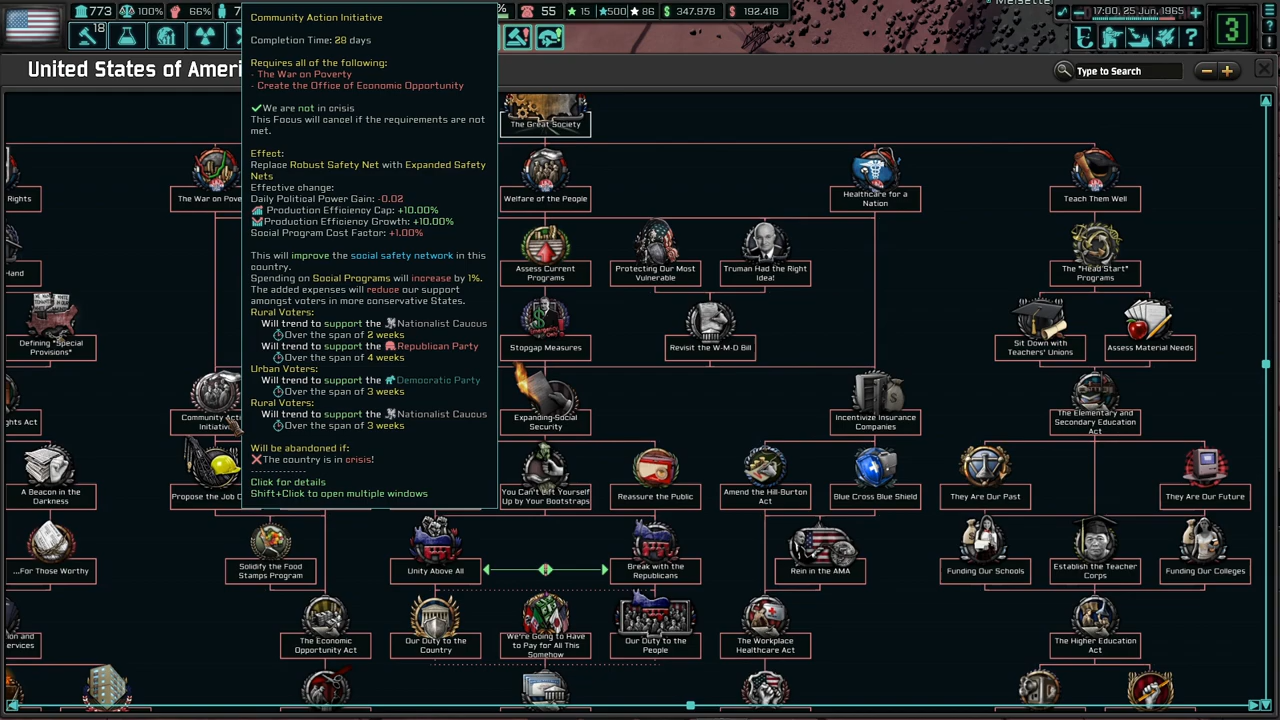 773
100%
66%
55
15
500
86
347.97B
192.41B
17:00, 25 Jun, 1965
3
18
United States of Ameri
Type to Search
Community Action Initiative
Completion Time: 28 days
Requires all of the following:
- The War on Poverty
- Create the Office of Economic Opportunity
We are not in crisis
This Focus will cancel if the requirements are not
met.
Effect:
Replace Robust Safety Net with Expanded Safety
Nets
Effective change:
Daily Political Power Gain: -0.02
Production Efficiency Cap: +10.00%
Production Efficiency Growth: +10.00%
Social Program Cost Factor: +1.00%
This will improve the social safety network in this
country.
Spending on Social Programs will increase by 1%.
The added expenses will reduce our support
amongst voters in more conservative States.
Rural Voters:
Will trend to support the Nationalist Caucus
Over the span of 2 weeks
Will trend to support the Republican Party
Over the span of 4 weeks
Urban Voters:
Will trend to support the Democratic Party
Over the span of 3 weeks
Rural Voters:
Will trend to support the Nationalist Caucus
Over the span of 3 weeks
Will be abandoned if:
The country is in crisis!
--------------
Click for details
Shift+Click to open multiple windows
The Great Society
Rights
The War on Pove
Welfare of the People
Healthcare for a
Nation
Teach Them Well
Hand
Assess Current
Programs
Protecting Our Most
Vulnerable
Truman Had the Right
Idea!
The "Head Start"
Programs
Defining "Special
Provisions"
Stopgap Measures
Revisit the W-M-D Bill
Sit Down with
Teachers' Unions
Assess Material Needs
ghts Act
Community Acti
Initiative
Expanding Social
Security
Incentivize Insurance
Companies
The Elementary and
Secondary Education
Act
A Beacon in the
Darkness
Propose the Job C
You Can't Lift Yourself
Up by Your Bootstraps
Reassure the Public
Amend the Hill-Burton
Act
Blue Cross Blue Shield
They Are Our Past
They Are Our Future
...For Those Worthy
Solidify the Food
Stamps Program
Unity Above All
Break with the
Republicans
Rein in the AMA
Funding Our Schools
Establish the Teacher
Corps
Funding Our Colleges
ion and
ervices
The Economic
Opportunity Act
Our Duty to the
Country
We're Going to Have
to Pay for All This
Somehow
Our Duty to the
People
The Workplace
Healthcare Act
The Higher Education
Act